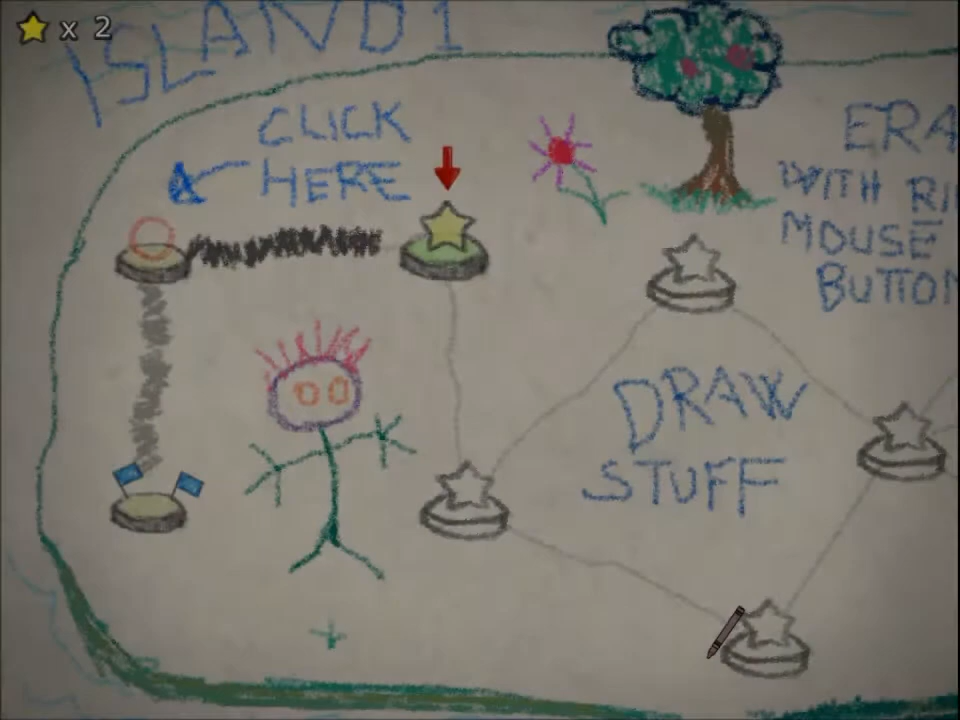 x 2
ISLAND 1
CLICK
HERE
ERA
WITH RI
MOUSE
BUTTON
DRAW
STUFF